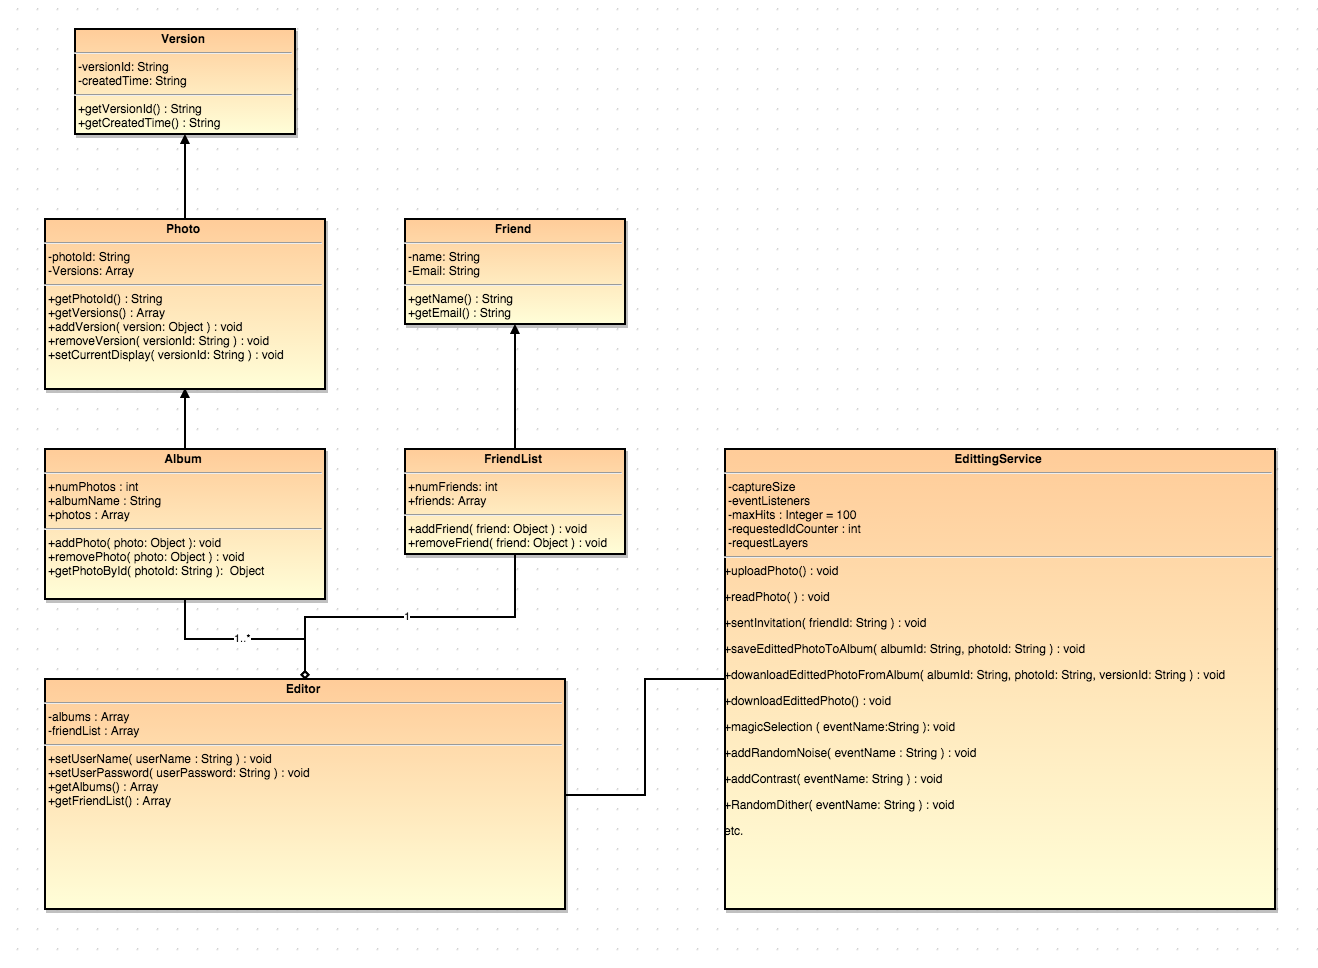 Version
-versionId: String
-createdTime: String
+getVersionId() : String
+getCreatedTime() : String
Photo
-photoId: String
-Versions: Array
+getPhotoId() : String
+getVersions() : Array
+addVersion( version: Object ) : void
+removeVersion( versionId: String ) : void
+setCurrentDisplay( versionId: String ) : void
Friend
-name: String
-Email: String
+getName() : String
+getEmail() : String
Album
+numPhotos : int
+albumName : String
+photos : Array
+addPhoto( photo: Object ): void
+removePhoto( photo: Object ) : void
+getPhotoById( photoId: String ): Object
FriendList
+numFriends: int
+friends: Array
+addFriend( friend: Object ) : void
+removeFriend( friend: Object ) : void
EdittingService
-captureSize
-eventListeners
-maxHits : Integer = 100
-requestedIdCounter : int
-requestLayers
+uploadPhoto() : void
+readPhoto( ) : void
+sentInvitation( friendId: String ) : void
+saveEdittedPhotoToAlbum( albumId: String, photoId: String ) : void
+dowanloadEdittedPhotoFromAlbum( albumId: String, photoId: String, versionId: String ) : void
+downloadEdittedPhoto() : void
+magicSelection ( eventName:String ): void
+addRandomNoise( eventName : String ) : void
+addContrast( eventName: String ) : void
+RandomDither( eventName: String ) : void
etc.
1
1..*
Editor
-albums : Array
-friendList : Array
+setUserName( userName : String ) : void
+setUserPassword( userPassword: String ) : void
+getAlbums() : Array
+getFriendList() : Array